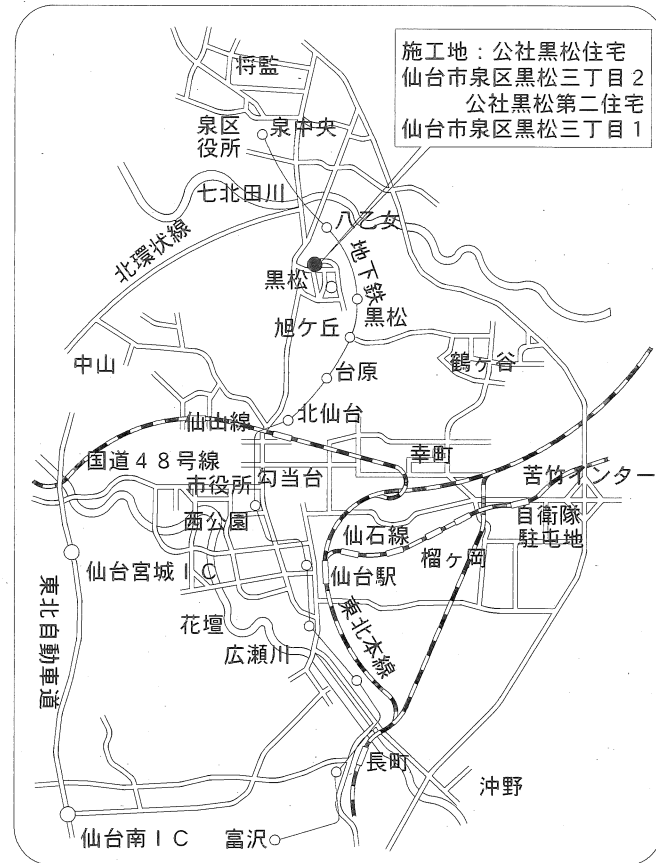 施工地：公社黒松住宅
仙台市泉区黒松三丁目２
公社黒松第二住宅
仙台市泉区黒松三丁目１
将監
泉区
役所
泉中央
七北田川
八乙女
北環状線
地下鉄
黒松
黒松
旭ケ丘
中山
鶴ヶ谷
台原
北仙台
仙山線
国道４８号線
幸町
苦竹インター
市役所
勾当台
西公園
自衛隊
駐屯地
仙石線
榴ヶ岡
仙台宮城ＩＣ
仙台駅
東北自動車道
花壇
東北本線
広瀬川
長町
沖野
仙台南ＩＣ
富沢